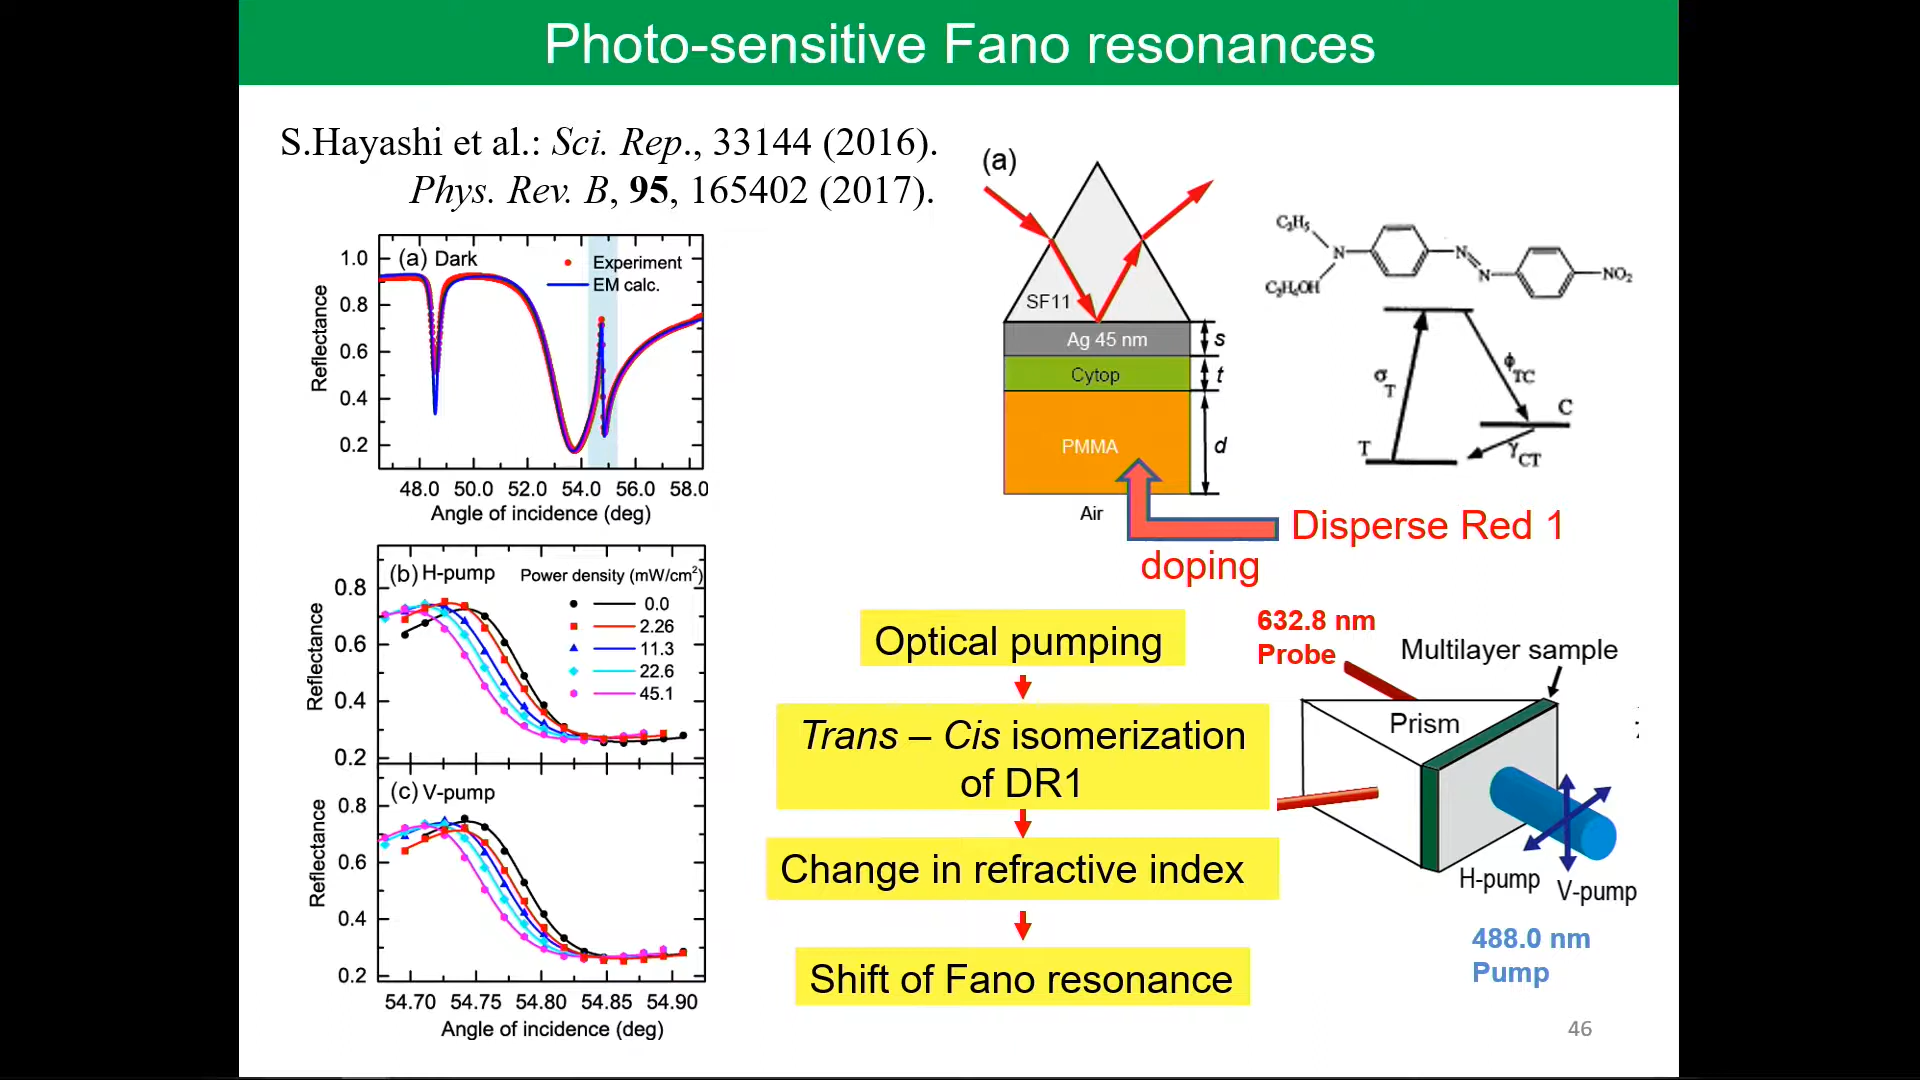 Photo-sensitive Fano resonances
S.Hayashi et al.: Sci. Rep., 33144 (2016).
Phys. Rev. B, 95, 165402 (2017).
(a) Dark
Experiment
EM calc.
1.0
0.8
0.6
0.4
0.2
Reflectance
48.0 50.0 52.0 54.0 56.0 58.0
Angle of incidence (deg)
(b) H-pump
Power density (mW/cm²)
0.0
2.26
11.3
22.6
45.1
0.8
0.6
0.4
0.2
Reflectance
(c) V-pump
0.8
0.6
0.4
0.2
Reflectance
54.70 54.75 54.80 54.85 54.90
Angle of incidence (deg)
(a)
SF11
Ag 45 nm
s
Cytop
t
PMMA
d
Air
Disperse Red 1
doping
C₂H₅
N
N
N
NO₂
C₂H₄OH
σT
ϕTC
C
T
γCT
Optical pumping
Trans – Cis isomerization
of DR1
Change in refractive index
Shift of Fano resonance
632.8 nm
Probe
Multilayer sample
Prism
H-pump
V-pump
488.0 nm
Pump
46